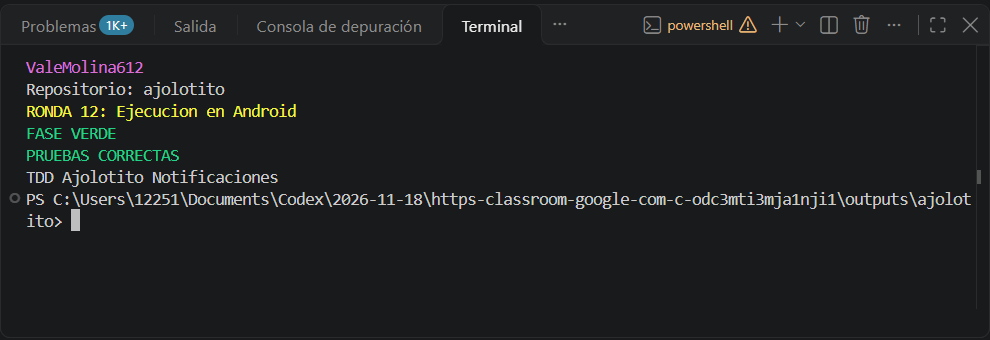 Problemas 1K+ Salida Consola de depuración Terminal ··· powershell ···
ValeMolina612
Repositorio: ajolotito
RONDA 12: Ejecucion en Android
FASE VERDE
PRUEBAS CORRECTAS
TDD Ajolotito Notificaciones
PS C:\Users\12251\Documents\Codex\2026-11-18\https-classroom-google-com-c-odc3mti3mja1nji1\outputs\ajolot
ito>